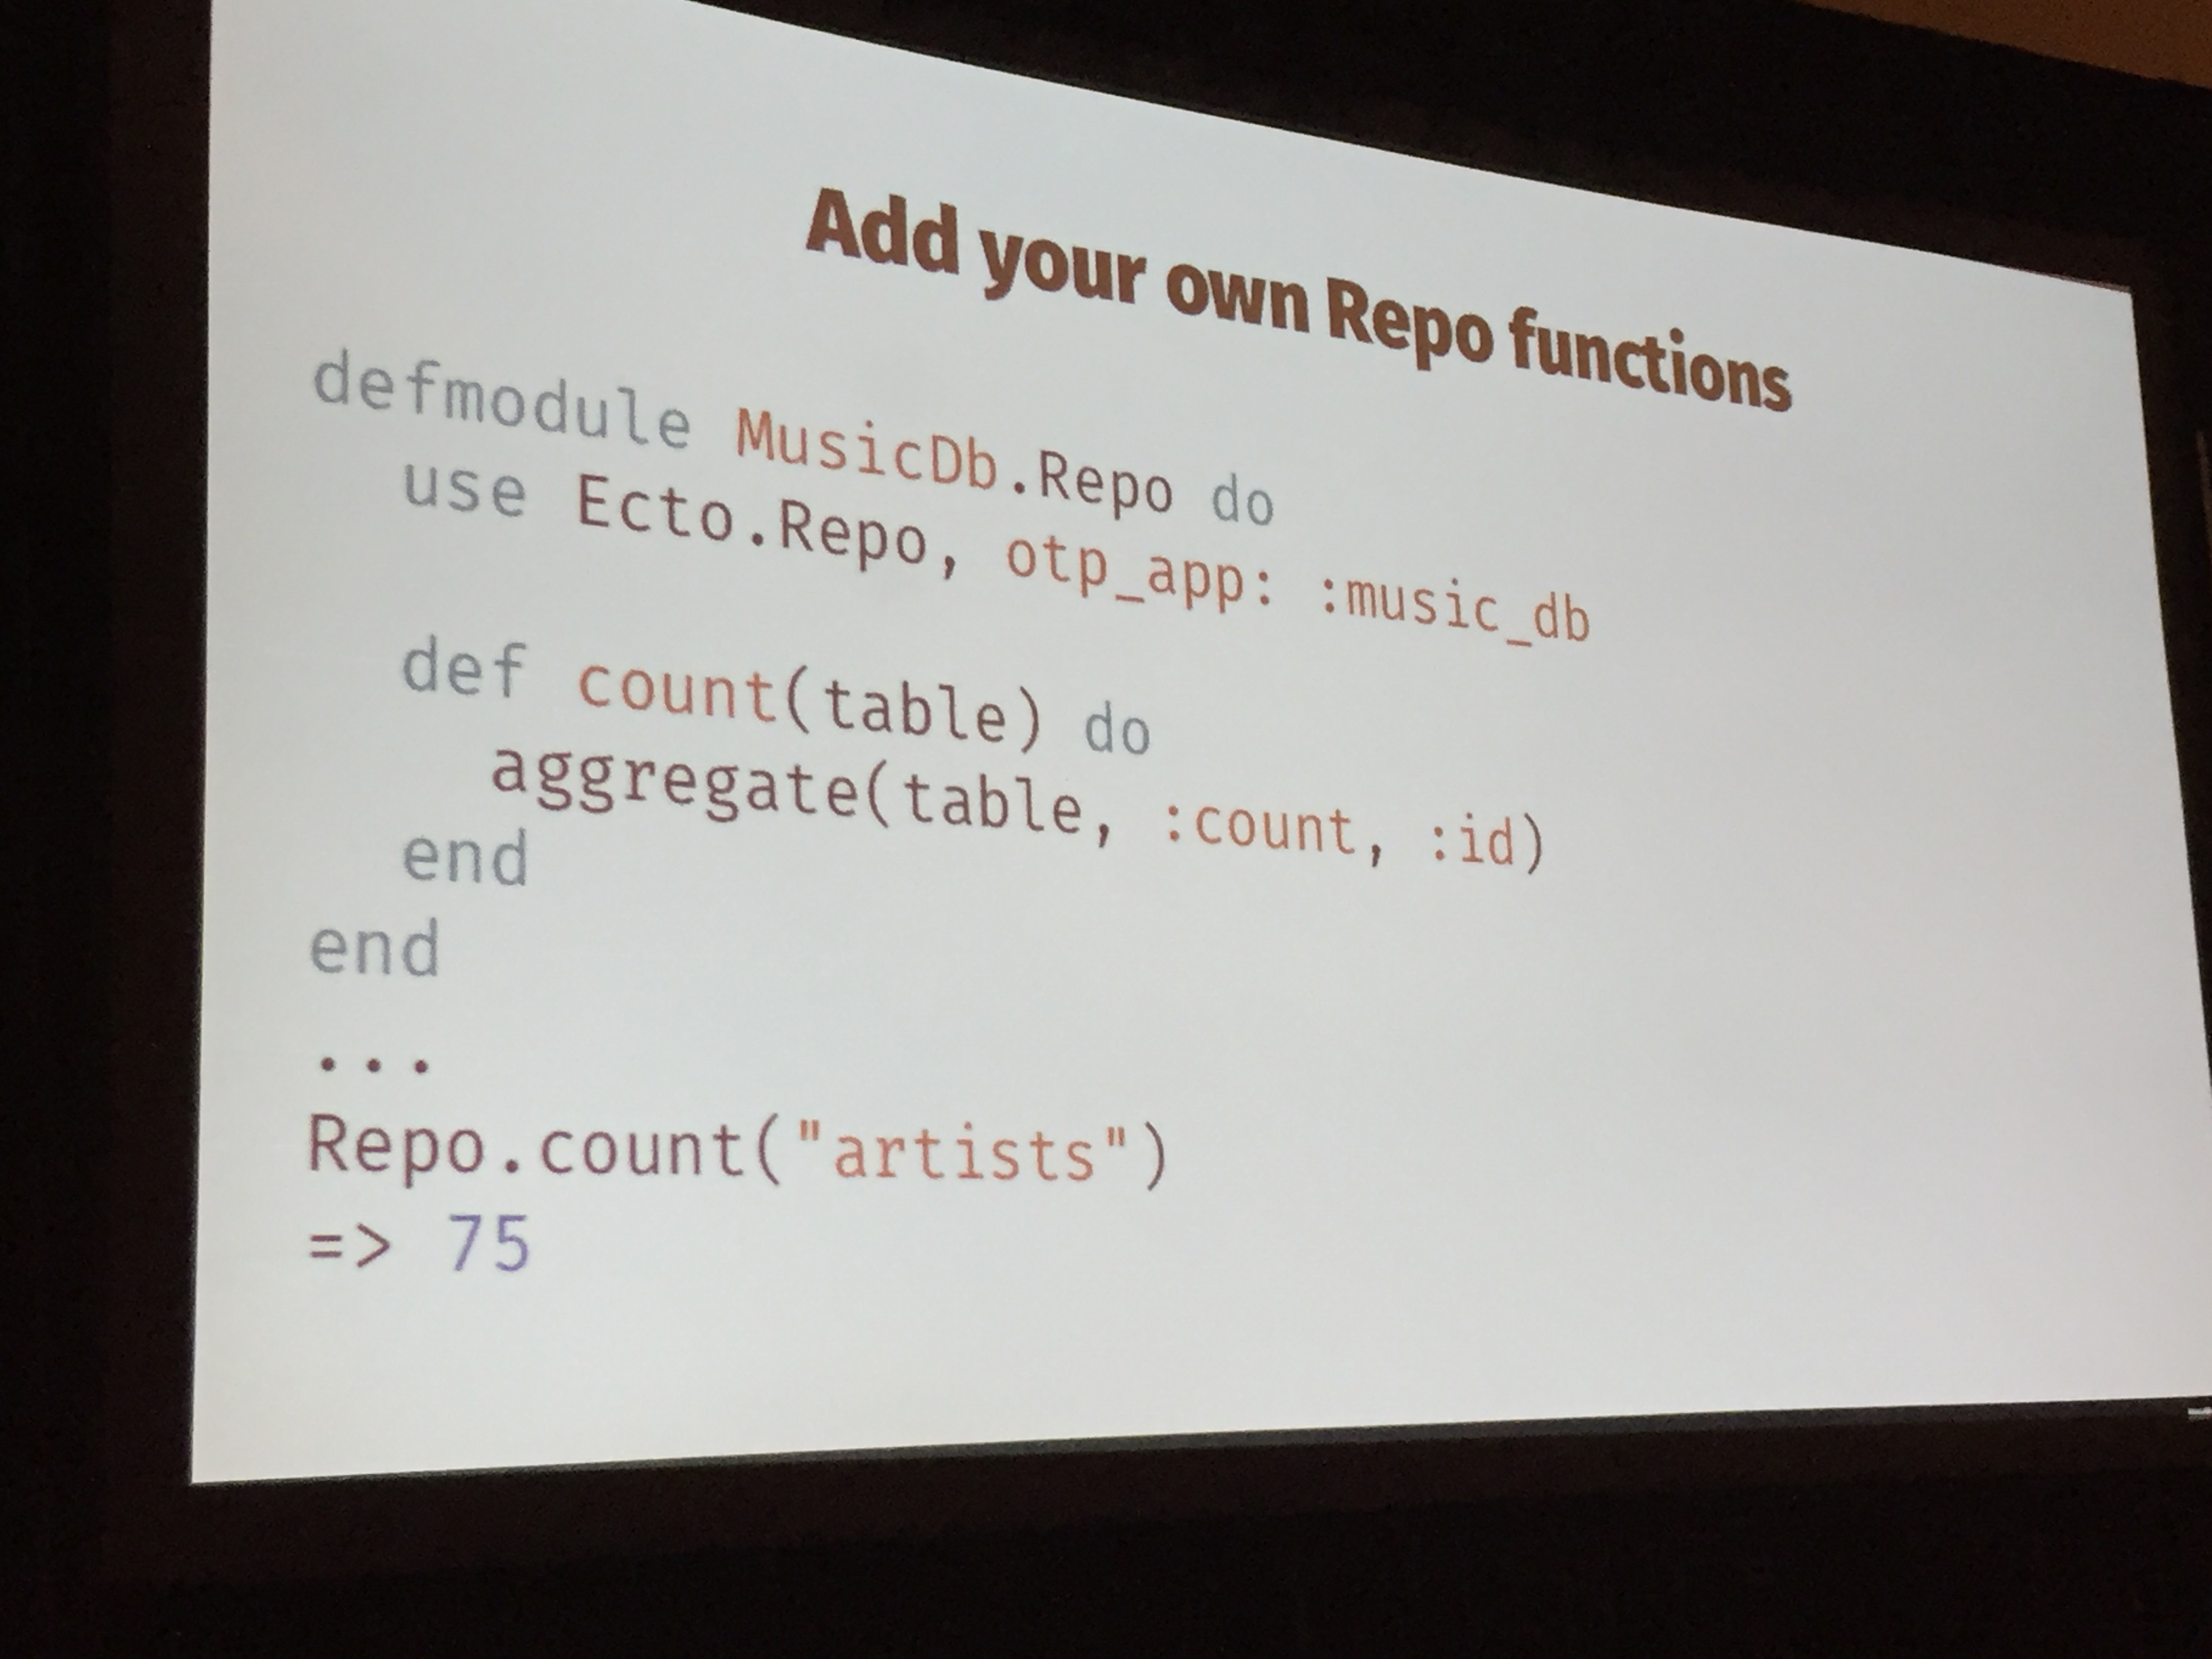 Add your own Repo functions
defmodule MusicDb.Repo do
  use Ecto.Repo, otp_app: :music_db
  def count(table) do
    aggregate(table, :count, :id)
  end
end
...
Repo.count("artists")
=> 75